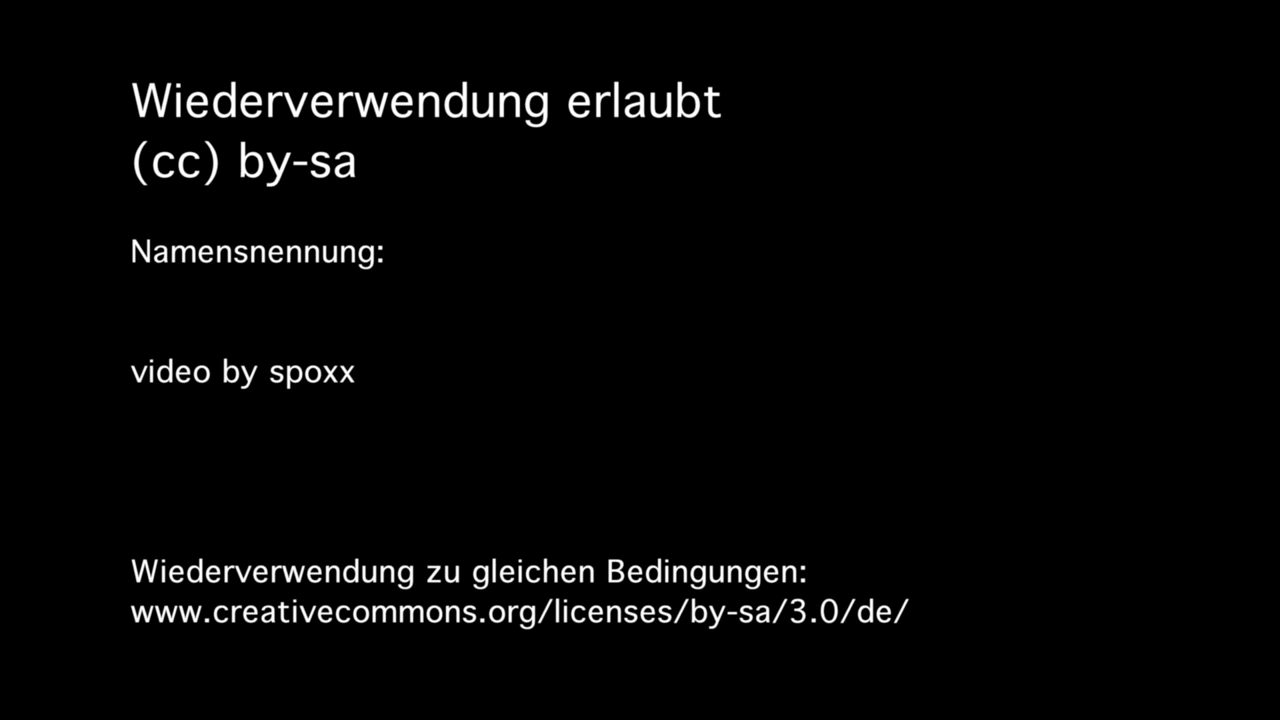 Wiederverwendung erlaubt
(cc) by-sa
Namensnennung:
video by spoxx
Wiederverwendung zu gleichen Bedingungen:
www.creativecommons.org/licenses/by-sa/3.0/de/